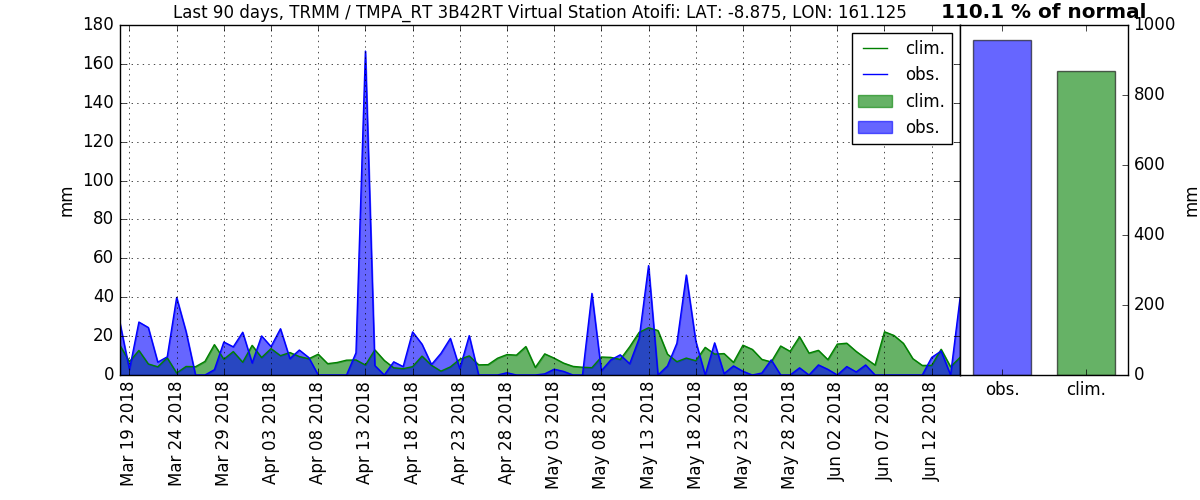 Last 90 days, TRMM / TMPA_RT 3B42RT Virtual Station Atoifi: LAT: -8.875, LON: 161.125
110.1 % of normal
180
160
140
120
100
80
60
40
20
0
mm
clim.
obs.
clim.
obs.
Mar 19 2018
Mar 24 2018
Mar 29 2018
Apr 03 2018
Apr 08 2018
Apr 13 2018
Apr 18 2018
Apr 23 2018
Apr 28 2018
May 03 2018
May 08 2018
May 13 2018
May 18 2018
May 23 2018
May 28 2018
Jun 02 2018
Jun 07 2018
Jun 12 2018
1000
800
600
400
200
0
mm
obs.
clim.